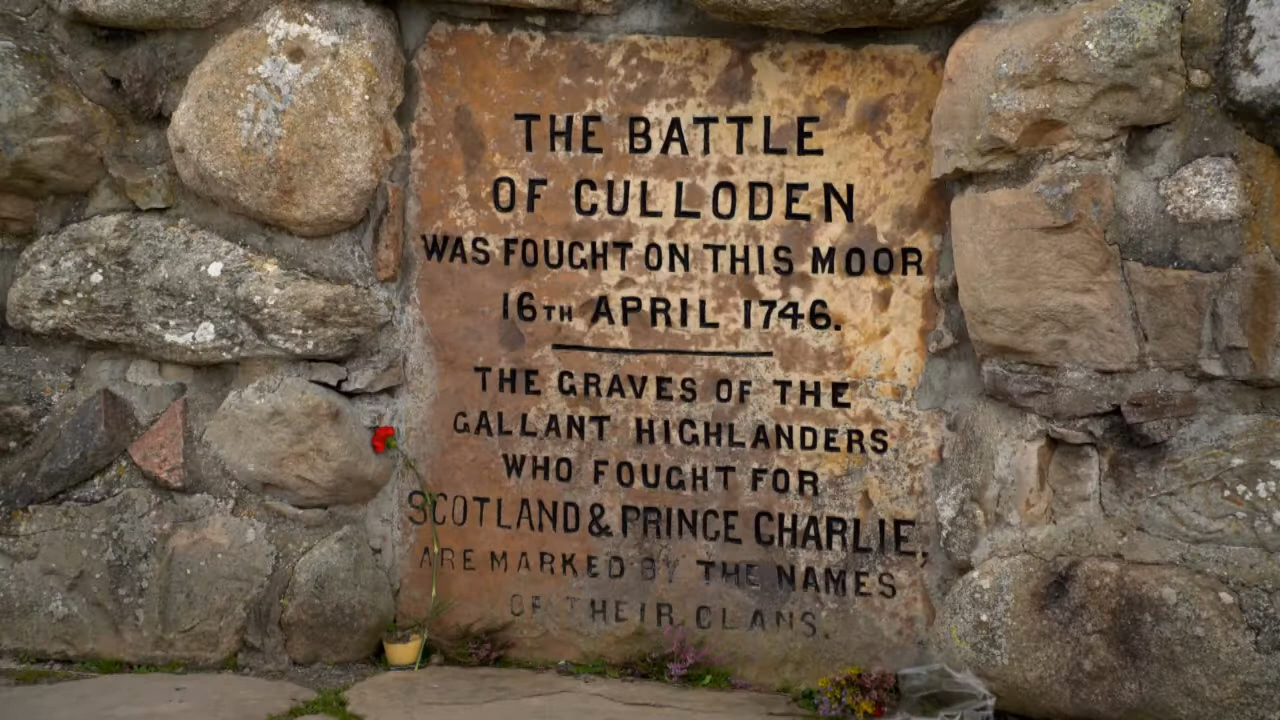 THE BATTLE
OF CULLODEN
WAS FOUGHT ON THIS MOOR
16TH APRIL 1746.
THE GRAVES OF THE
GALLANT HIGHLANDERS
WHO FOUGHT FOR
SCOTLAND & PRINCE CHARLIE,
ARE MARKED BY THE NAMES
OF THEIR CLANS.